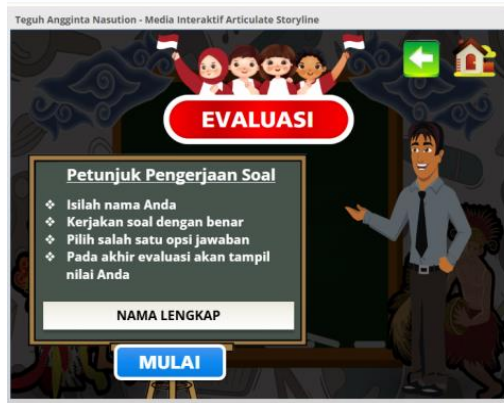 Teguh Angginta Nasution - Media Interaktif Articulate Storyline
EVALUASI
Petunjuk Pengerjaan Soal
❖ Isilah nama Anda
❖ Kerjakan soal dengan benar
❖ Pilih salah satu opsi jawaban
❖ Pada akhir evaluasi akan tampil
nilai Anda
NAMA LENGKAP
MULAI